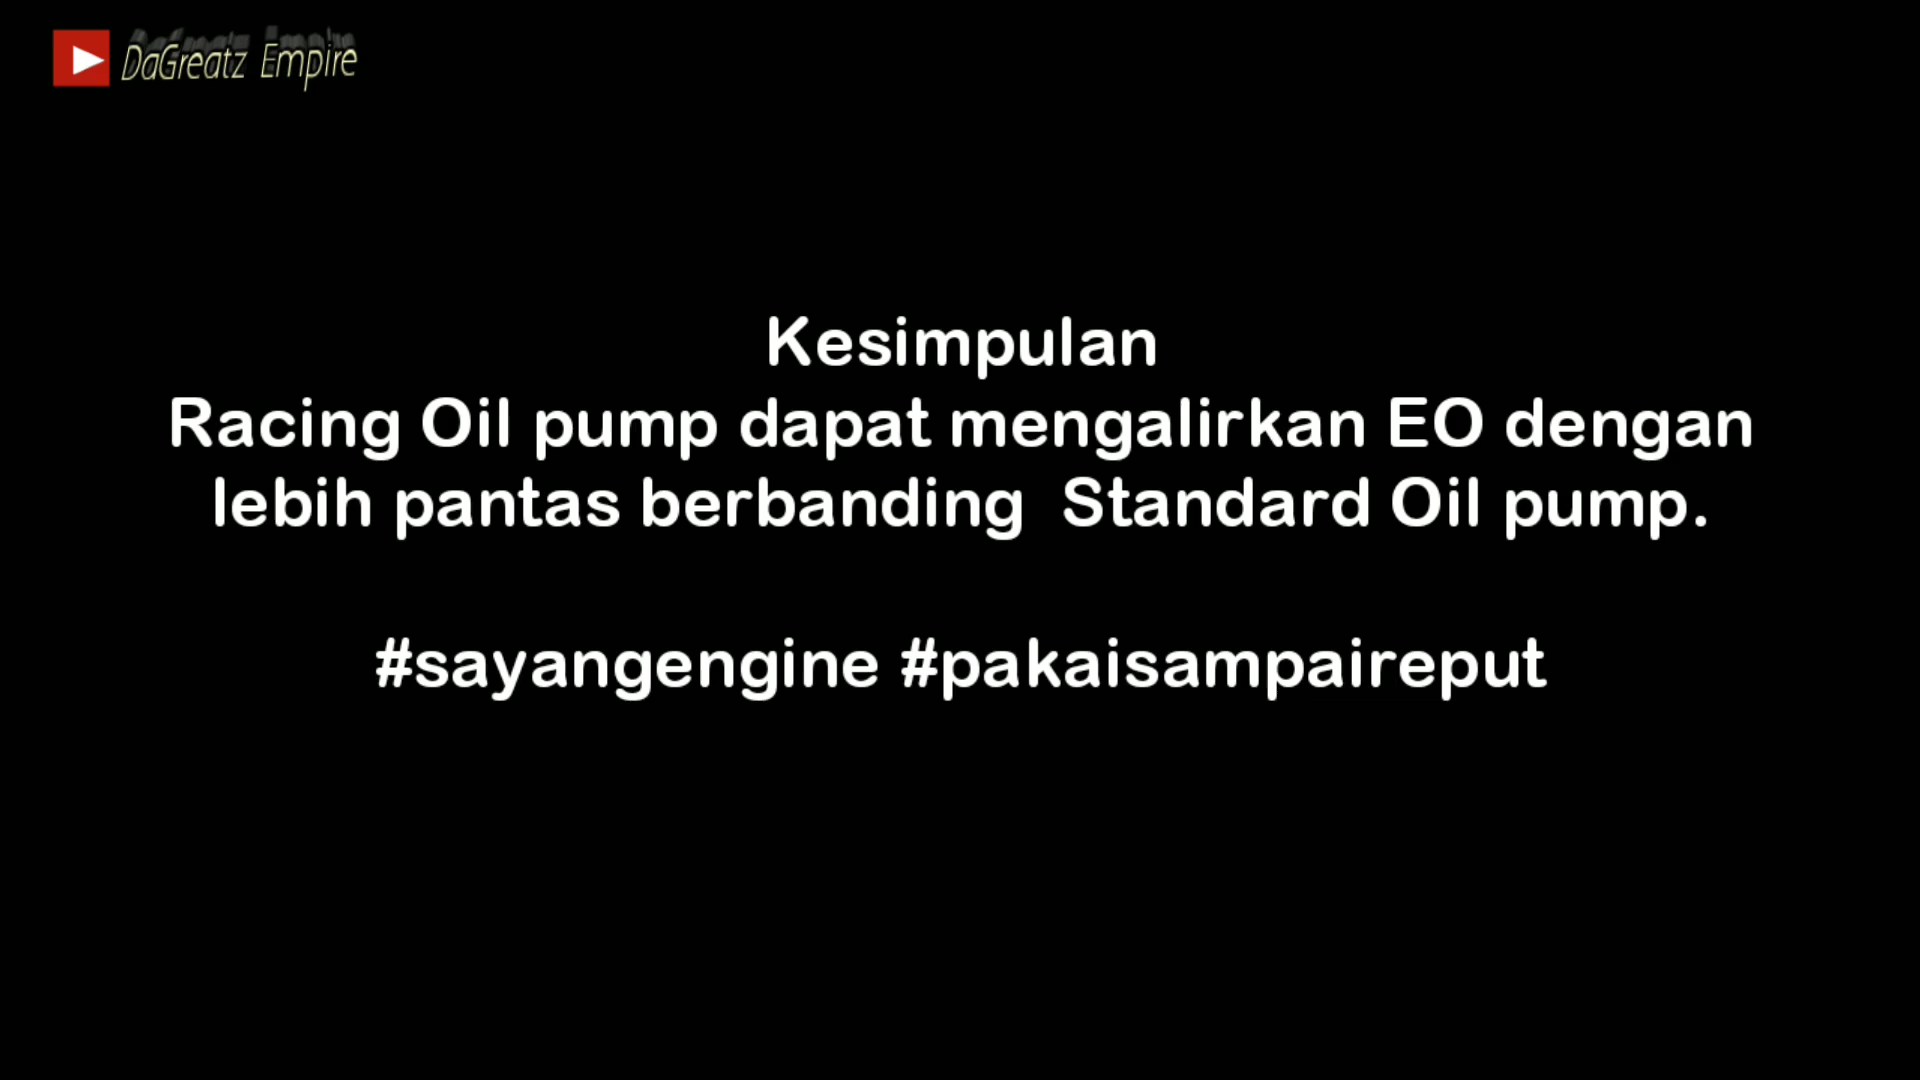 DaGreatz Empire
Kesimpulan
Racing Oil pump dapat mengalirkan EO dengan
lebih pantas berbanding  Standard Oil pump.
#sayangengine #pakaisampaireput